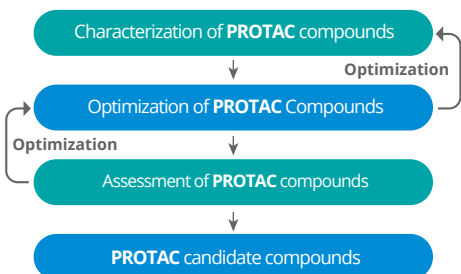 Characterization of PROTAC compounds
Optimization
Optimization of PROTAC Compounds
Optimization
Assessment of PROTAC compounds
PROTAC candidate compounds